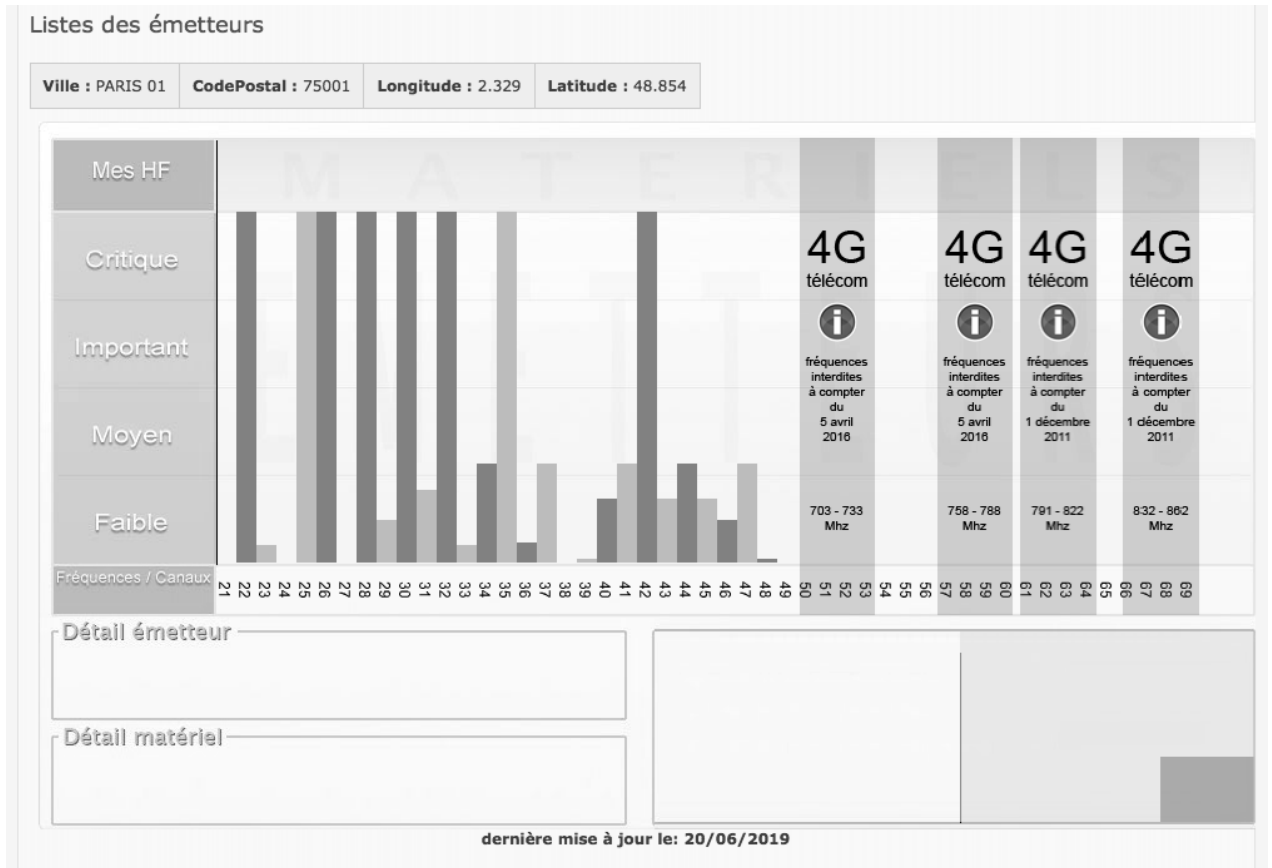 Listes des émetteurs
Ville : PARIS 01 CodePostal : 75001 Longitude : 2.329 Latitude : 48.854
Mes HF
MATERIELS
Critique
Important
Moyen
Faible
4G
télécom
fréquences
interdites
à compter
du
5 avril
2016
703 - 733
Mhz
4G
télécom
fréquences
interdites
à compter
du
5 avril
2016
758 - 788
Mhz
4G
télécom
fréquences
interdites
à compter
du
1 décembre
2011
791 - 822
Mhz
4G
télécom
fréquences
interdites
à compter
du
1 décembre
2011
832 - 862
Mhz
Fréquences / Canaux
21 22 23 24 25 26 27 28 29 30 31 32 33 34 35 36 37 38 39 40 41 42 43 44 45 46 47 48 49 50 51 52 53 54 55 56 57 58 59 60 61 62 63 64 65 66 67 68 69
Détail émetteur
Détail matériel
dernière mise à jour le: 20/06/2019